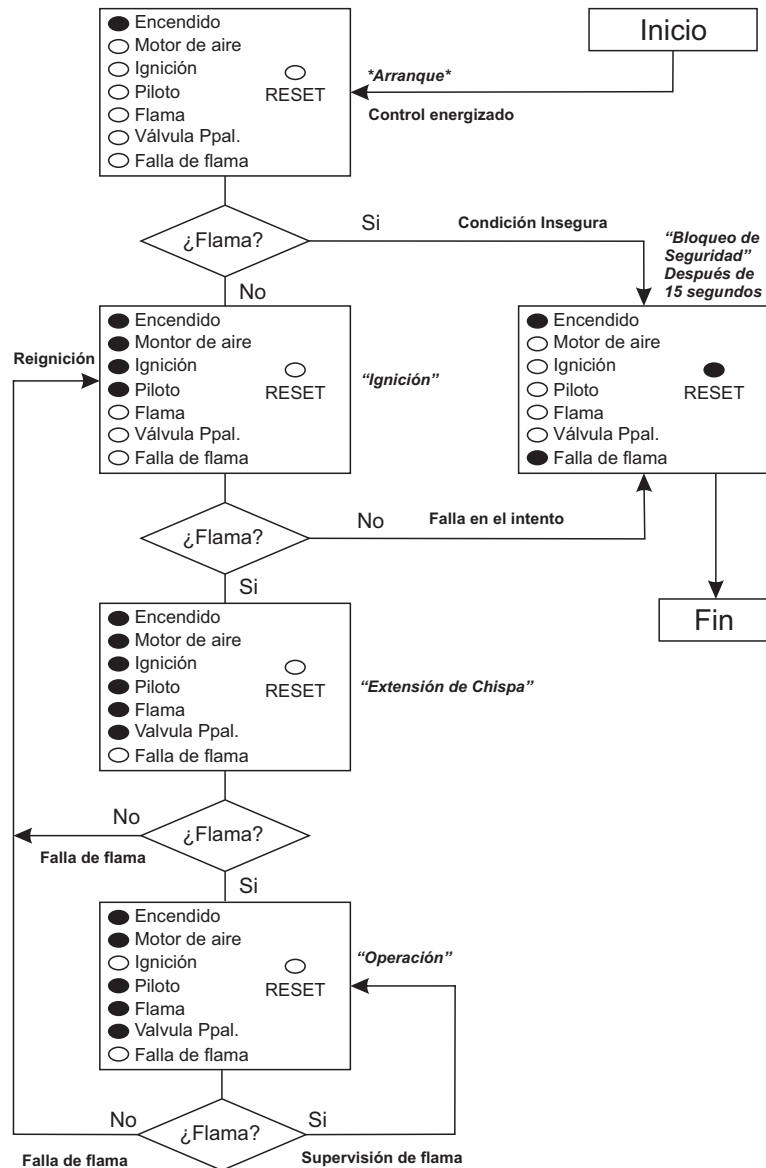 Encendido
Motor de aire
Ignición
Piloto
Flama
Válvula Ppal.
Falla de flama
RESET
Inicio
*Arranque*
Control energizado
¿Flama?
Si
Condición Insegura
No
“Bloqueo de
Seguridad”
Después de
15 segundos
Reignición
Encendido
Montor de aire
Ignición
Piloto
Flama
Válvula Ppal.
Falla de flama
RESET
“Ignición”
Encendido
Motor de aire
Ignición
Piloto
Flama
Válvula Ppal.
Falla de flama
RESET
¿Flama?
No
Falla en el intento
Si
Fin
Encendido
Motor de aire
Ignición
Piloto
Flama
Valvula Ppal.
Falla de flama
RESET
“Extensión de Chispa”
No
¿Flama?
Falla de flama
Si
Encendido
Motor de aire
Ignición
Piloto
Flama
Valvula Ppal.
Falla de flama
RESET
“Operación”
No
¿Flama?
Si
Falla de flama
Supervisión de flama